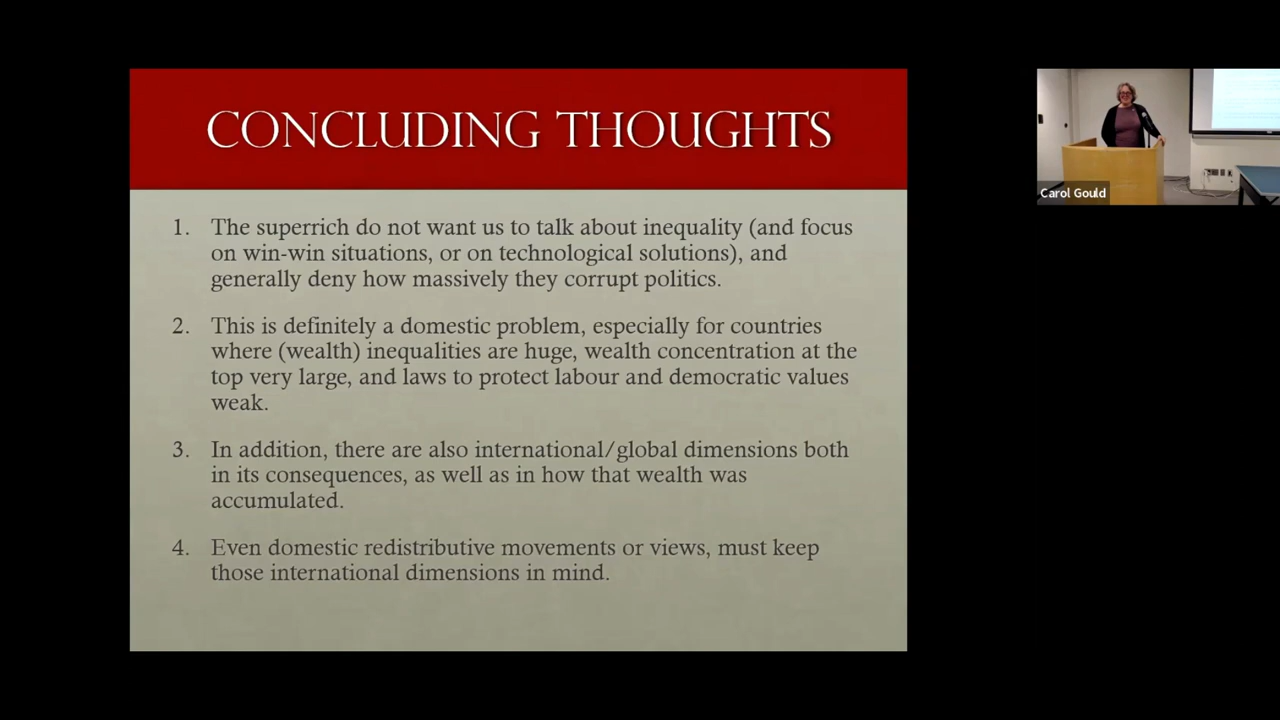 CONCLUDING THOUGHTS
1. The superrich do not want us to talk about inequality (and focus
on win-win situations, or on technological solutions), and
generally deny how massively they corrupt politics.
2. This is definitely a domestic problem, especially for countries
where (wealth) inequalities are huge, wealth concentration at the
top very large, and laws to protect labour and democratic values
weak.
3. In addition, there are also international/global dimensions both
in its consequences, as well as in how that wealth was
accumulated.
4. Even domestic redistributive movements or views, must keep
those international dimensions in mind.
Carol Gould